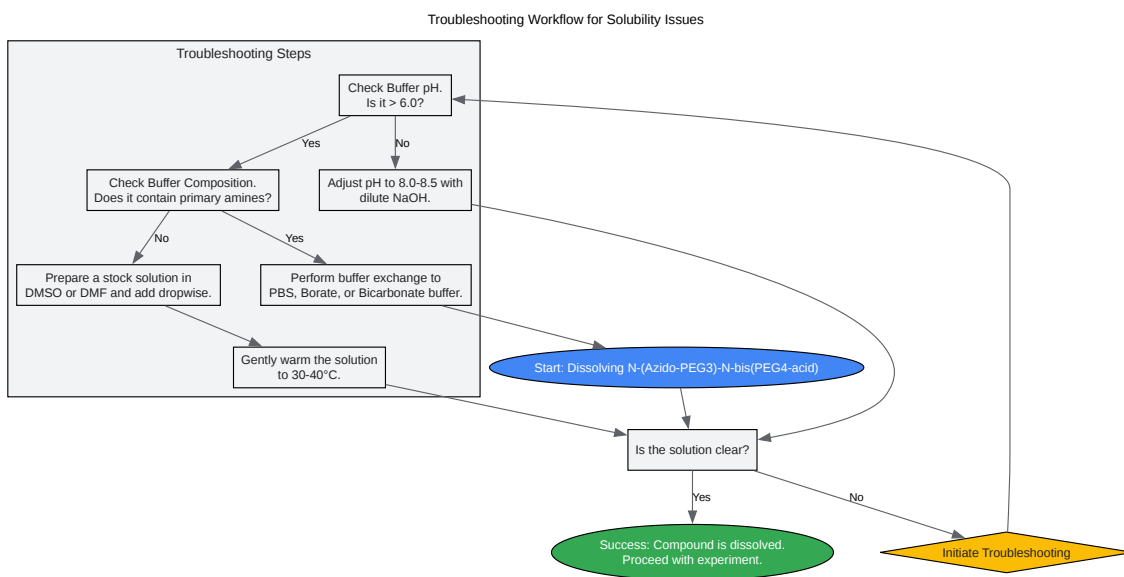 Troubleshooting Workflow for Solubility Issues
Troubleshooting Steps
Check Buffer pH.
Is it > 6.0?
Yes
No
Check Buffer Composition.
Does it contain primary amines?
Adjust pH to 8.0-8.5 with
dilute NaOH.
No
Yes
Prepare a stock solution in
DMSO or DMF and add dropwise.
Perform buffer exchange to
PBS, Borate, or Bicarbonate buffer.
Gently warm the solution
to 30-40°C.
Start: Dissolving N-(Azido-PEG3)-N-bis(PEG4-acid)
Is the solution clear?
Yes
No
Success: Compound is dissolved.
Proceed with experiment.
Initiate Troubleshooting